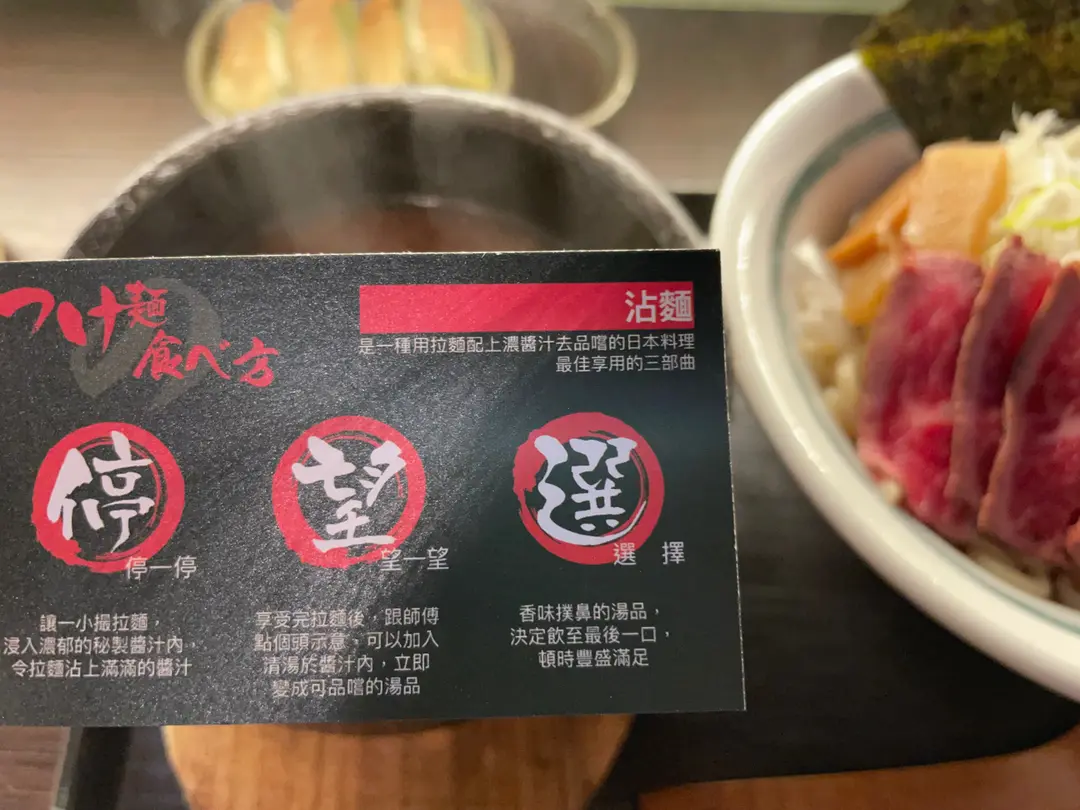 つけ麺
食べ方
沾麵
是一種用拉麵配上濃醬汁去品嚐的日本料理
最佳享用的三部曲
停
停一停
讓一小撮拉麵，
浸入濃郁的秘製醬汁內，
令拉麵沾上滿滿的醬汁
望
望一望
享受完拉麵後，跟師傅
點個頭示意，可以加入
清湯於醬汁內，立即
變成可品嚐的湯品
選
選 擇
香味撲鼻的湯品，
決定飲至最後一口，
頓時豐盛滿足